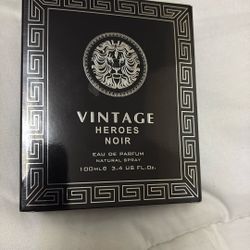 VINTAGE
HEROES
NOIR
EAU DE PARFUM
NATURAL SPRAY
100ML℮ 3.4 US FL.Oz.